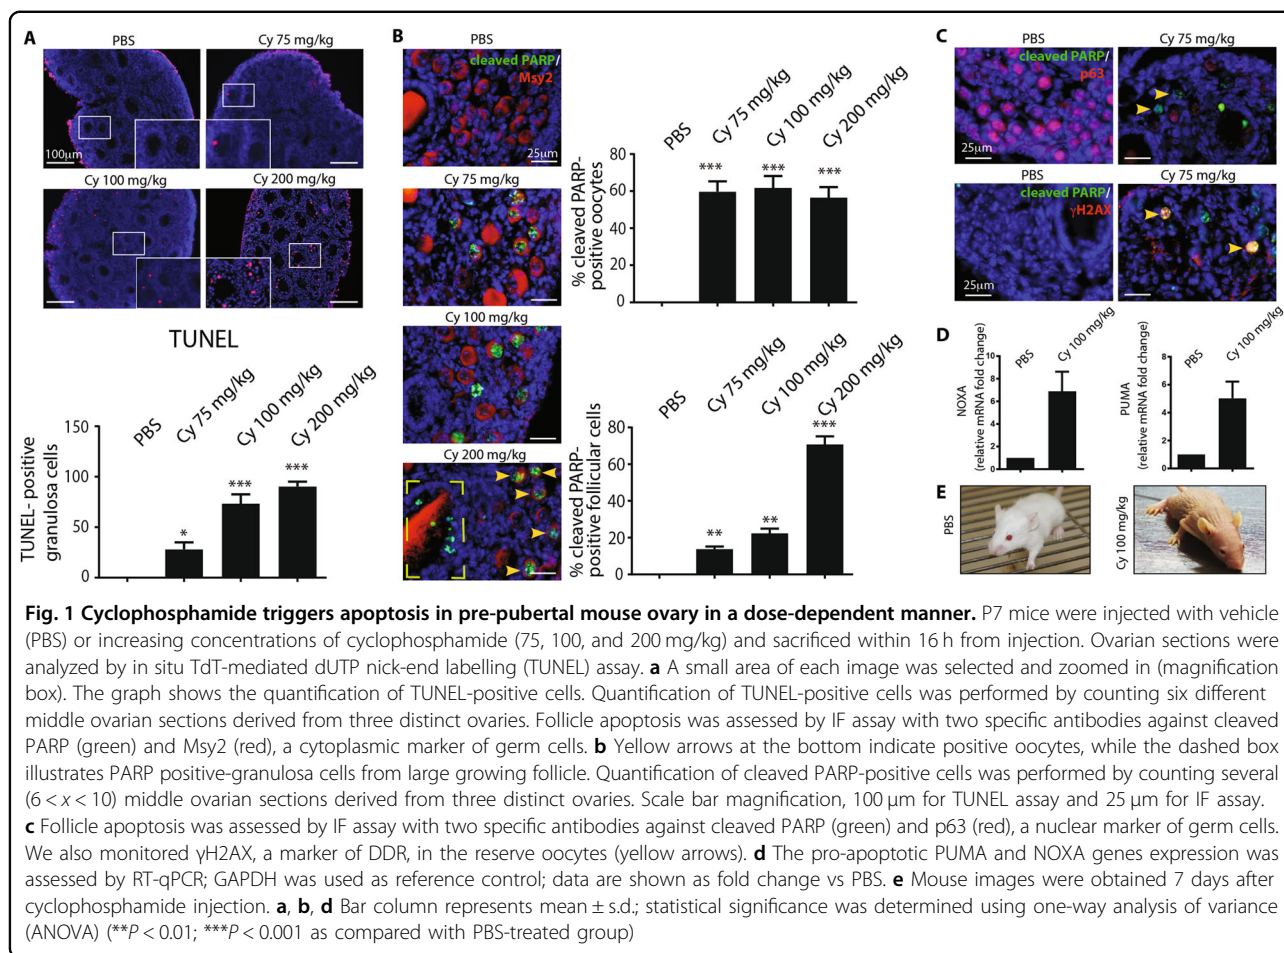 A
PBS
Cy 75 mg/kg
100µm
Cy 100 mg/kg
Cy 200 mg/kg
TUNEL
TUNEL- positive
granulosa cells
150
100
50
0
PBS
Cy 75 mg/kg
Cy 100 mg/kg
Cy 200 mg/kg
*
***
***
B
PBS
cleaved PARP/
Msy2
25µm
Cy 75 mg/kg
Cy 100 mg/kg
Cy 200 mg/kg
% cleaved PARP-
positive oocytes
80
60
40
20
0
PBS
Cy 75 mg/kg
Cy 100 mg/kg
Cy 200 mg/kg
***
***
***
% cleaved PARP-
positive follicular cells
80
60
40
20
0
PBS
Cy 75 mg/kg
Cy 100 mg/kg
Cy 200 mg/kg
**
**
***
C
PBS
Cy 75 mg/kg
cleaved PARP/
p63
25µm
PBS
Cy 75 mg/kg
cleaved PARP/
γH2AX
25µm
D
NOXA
(relative mRNA fold change)
10
8
6
4
2
0
PBS
Cy 100 mg/kg
PUMA
(relative mRNA fold change)
8
6
4
2
0
PBS
Cy 100 mg/kg
E
PBS
Cy 100 mg/kg
Fig. 1 Cyclophosphamide triggers apoptosis in pre-pubertal mouse ovary in a dose-dependent manner. P7 mice were injected with vehicle
(PBS) or increasing concentrations of cyclophosphamide (75, 100, and 200 mg/kg) and sacrificed within 16 h from injection. Ovarian sections were
analyzed by in situ TdT-mediated dUTP nick-end labelling (TUNEL) assay. a A small area of each image was selected and zoomed in (magnification
box). The graph shows the quantification of TUNEL-positive cells. Quantification of TUNEL-positive cells was performed by counting six different
middle ovarian sections derived from three distinct ovaries. Follicle apoptosis was assessed by IF assay with two specific antibodies against cleaved
PARP (green) and Msy2 (red), a cytoplasmic marker of germ cells. b Yellow arrows at the bottom indicate positive oocytes, while the dashed box
illustrates PARP positive-granulosa cells from large growing follicle. Quantification of cleaved PARP-positive cells was performed by counting several
(6 < x < 10) middle ovarian sections derived from three distinct ovaries. Scale bar magnification, 100 µm for TUNEL assay and 25 µm for IF assay.
c Follicle apoptosis was assessed by IF assay with two specific antibodies against cleaved PARP (green) and p63 (red), a nuclear marker of germ cells.
We also monitored γH2AX, a marker of DDR, in the reserve oocytes (yellow arrows). d The pro-apoptotic PUMA and NOXA genes expression was
assessed by RT-qPCR; GAPDH was used as reference control; data are shown as fold change vs PBS. e Mouse images were obtained 7 days after
cyclophosphamide injection. a, b, d Bar column represents mean ± s.d.; statistical significance was determined using one-way analysis of variance
(ANOVA) (**P < 0.01; ***P < 0.001 as compared with PBS-treated group)